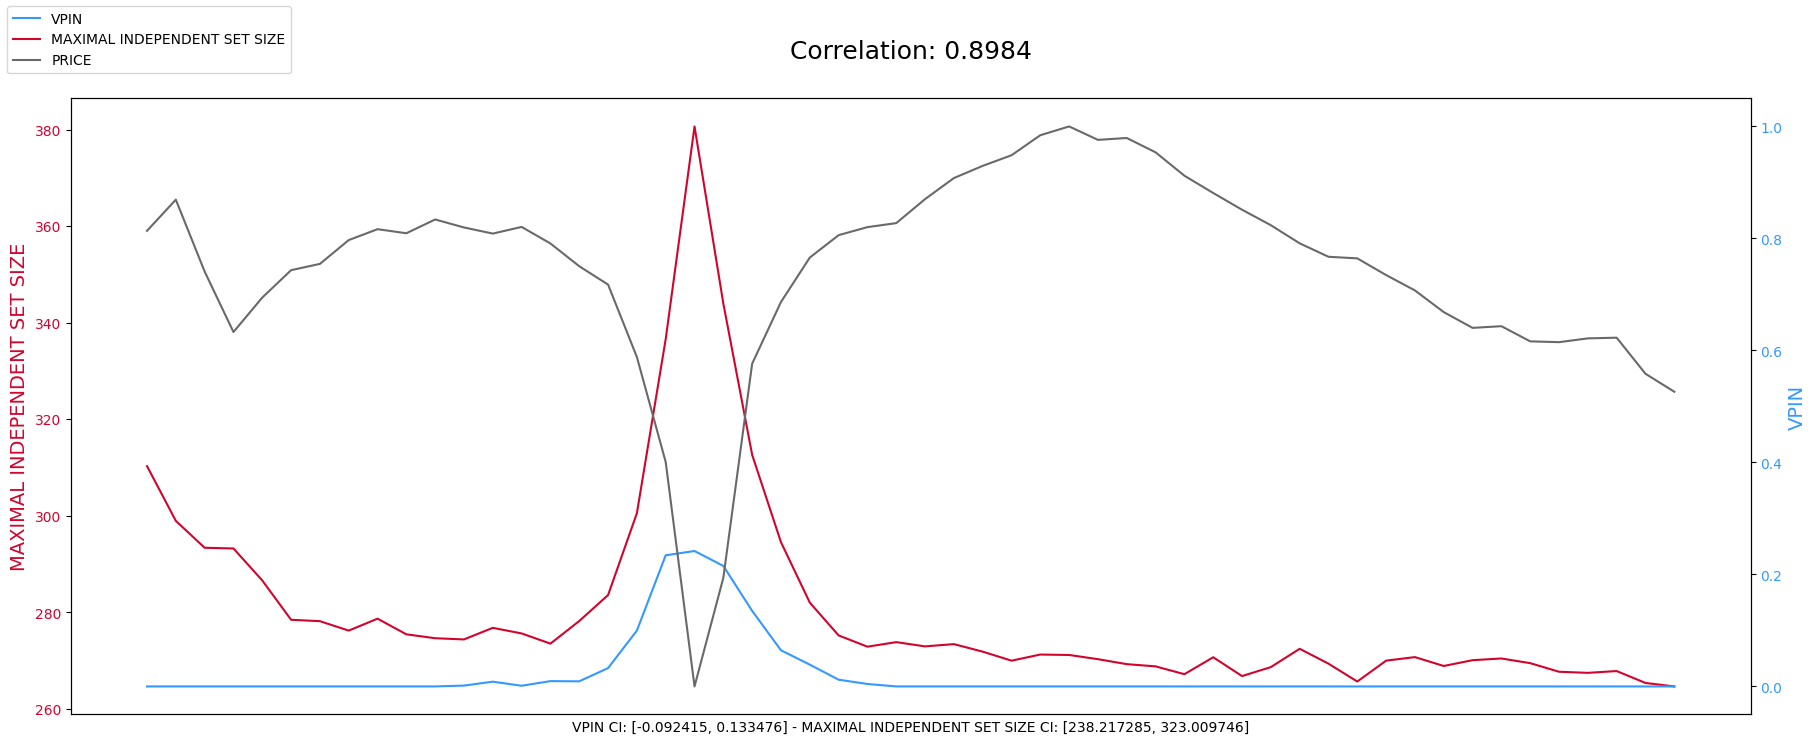 VPIN
MAXIMAL INDEPENDENT SET SIZE
PRICE
Correlation: 0.8984
MAXIMAL INDEPENDENT SET SIZE
380
360
340
320
300
280
260
1.0
0.8
0.6
0.4
0.2
0.0
VPIN
VPIN CI: [-0.092415, 0.133476] - MAXIMAL INDEPENDENT SET SIZE CI: [238.217285, 323.009746]